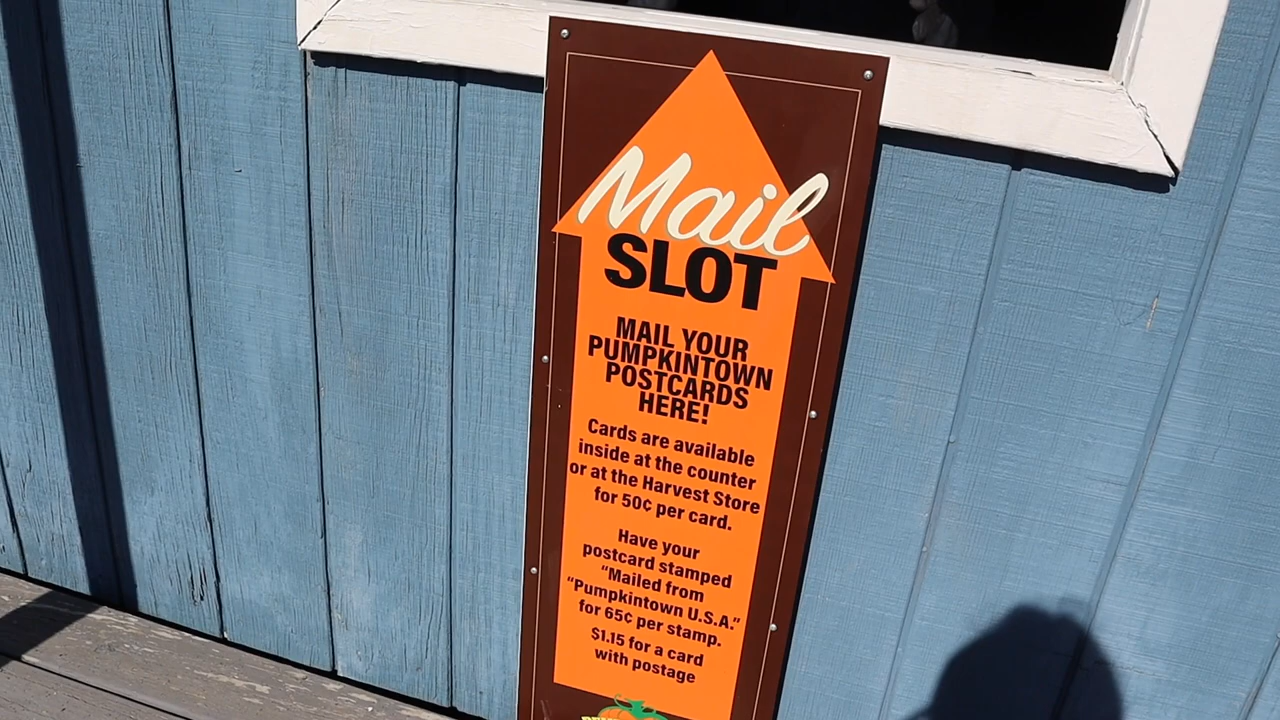 Mail
SLOT
MAIL YOUR
PUMPKINTOWN
POSTCARDS
HERE!
Cards are available
inside at the counter
or at the Harvest Store
for 50¢ per card.
Have your
postcard stamped
“Mailed from
“Pumpkintown U.S.A.”
for 65¢ per stamp.
$1.15 for a card
with postage